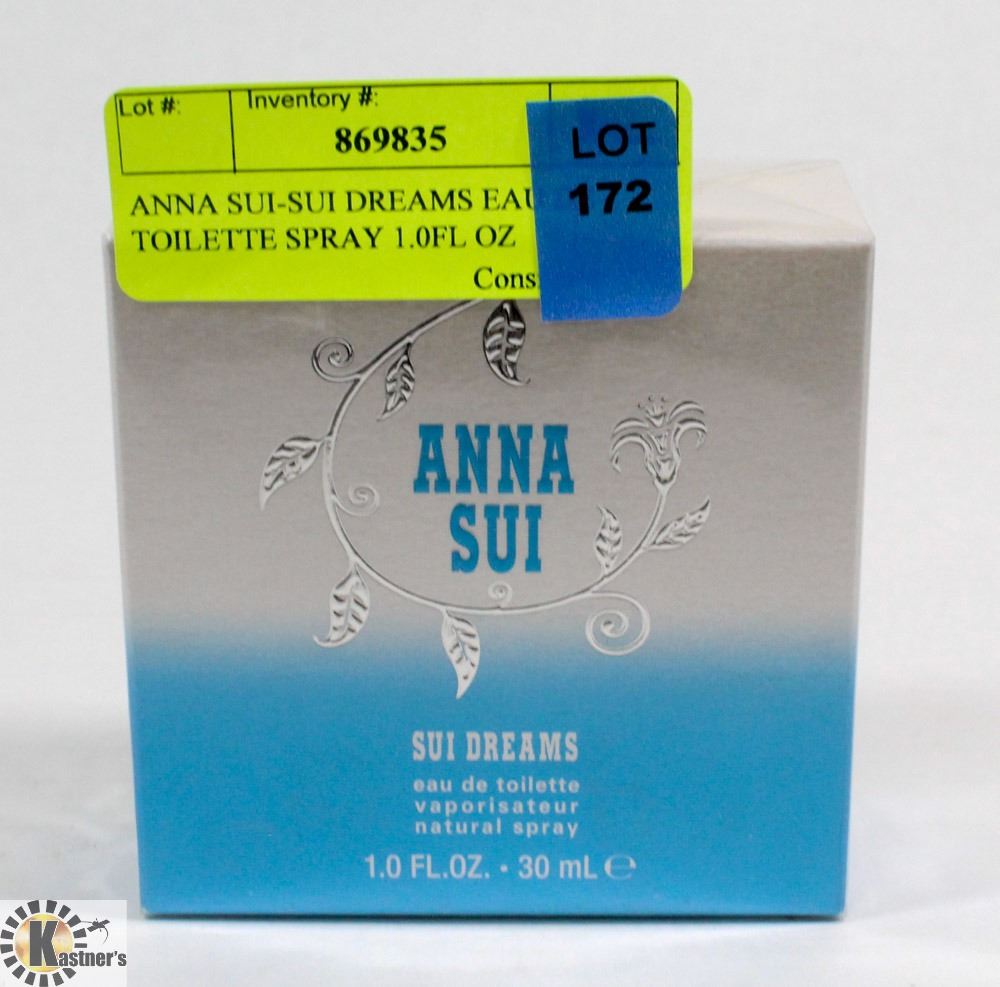 Lot #:
Inventory #:
869835
LOT
172
ANNA SUI-SUI DREAMS EAU
TOILETTE SPRAY 1.0FL OZ
ANNA
SUI
SUI DREAMS
eau de toilette
vaporisateur
natural spray
1.0 FL.OZ. • 30 mL ℮
Kastner's